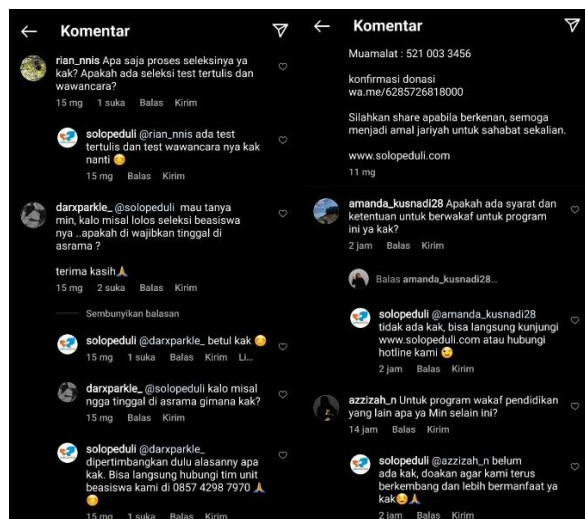 Komentar
rian_nnis Apa saja proses seleksinya ya
kak? Apakah ada seleksi test tertulis dan
wawancara?
15 mg 1 suka Balas Kirim
solopeduli @rian_nnis ada test
tertulis dan test wawancara nya kak
nanti 😊
15 mg Balas Kirim
darxparkle_ @solopeduli mau tanya
min, kalo misal lolos seleksi beasiswa
nya ..apakah di wajibkan tinggal di
asrama ?
terima kasih🙏
15 mg 2 suka Balas Kirim
Sembunyikan balasan
solopeduli @darxparkle_ betul kak 😊
15 mg 1 suka Balas Kirim Li...
darxparkle_ @solopeduli kalo misal
ngga tinggal di asrama gimana kak?
15 mg Balas Kirim
solopeduli @darxparkle_
dipertimbangkan dulu alasanny apa
kak. Bisa langsung hubungi tim unit
beasiswa kami di 0857 4298 7970 🙏
😊
15 mg 1 suka Balas Kirim
Komentar
Muamalat : 521 003 3456
konfirmasi donasi
wa.me/6285726818000
Silahkan share apabila berkenan, semoga
menjadi amal jariyah untuk sahabat sekalian.
www.solopeduli.com
11 mg
amanda_kusnadi28 Apakah ada syarat dan
ketentuan untuk berwakaf untuk program
ini ya kak?
2 jam Balas Kirim
Balas amanda_kusnadi28...
solopeduli @amanda_kusnadi28
tidak ada kak, bisa langsung kunjungi
www.solopeduli.com atau hubungi
hotline kami 😉
2 jam Balas Kirim
azzizah_n Untuk program wakaf pendidikan
yang lain apa ya Min selain ini?
14 jam Balas Kirim
solopeduli @azzizah_n belum
ada kak, doakan agar kami terus
berkembang dan lebih bermanfaat ya
kak😊🙏
2 jam Balas Kirim